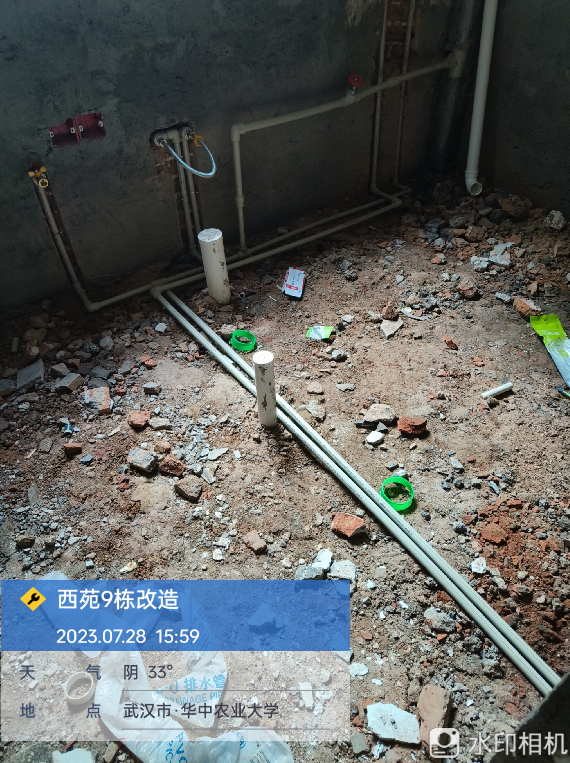 西苑9栋改造
2023.07.28 15:59
天 气 阴 33°
地 点 武汉市·华中农业大学
排水管
水印相机